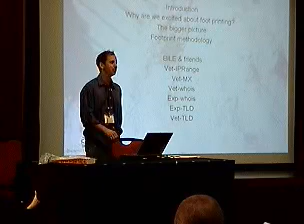 Introduction
Why are we excited about foot printing?
The bigger picture
Footprint methodology
BiLE & friends
Vet-IPRange
Vet-MX
Vet-whois
Exp-whois
Exp-TLD
Vet-TLD